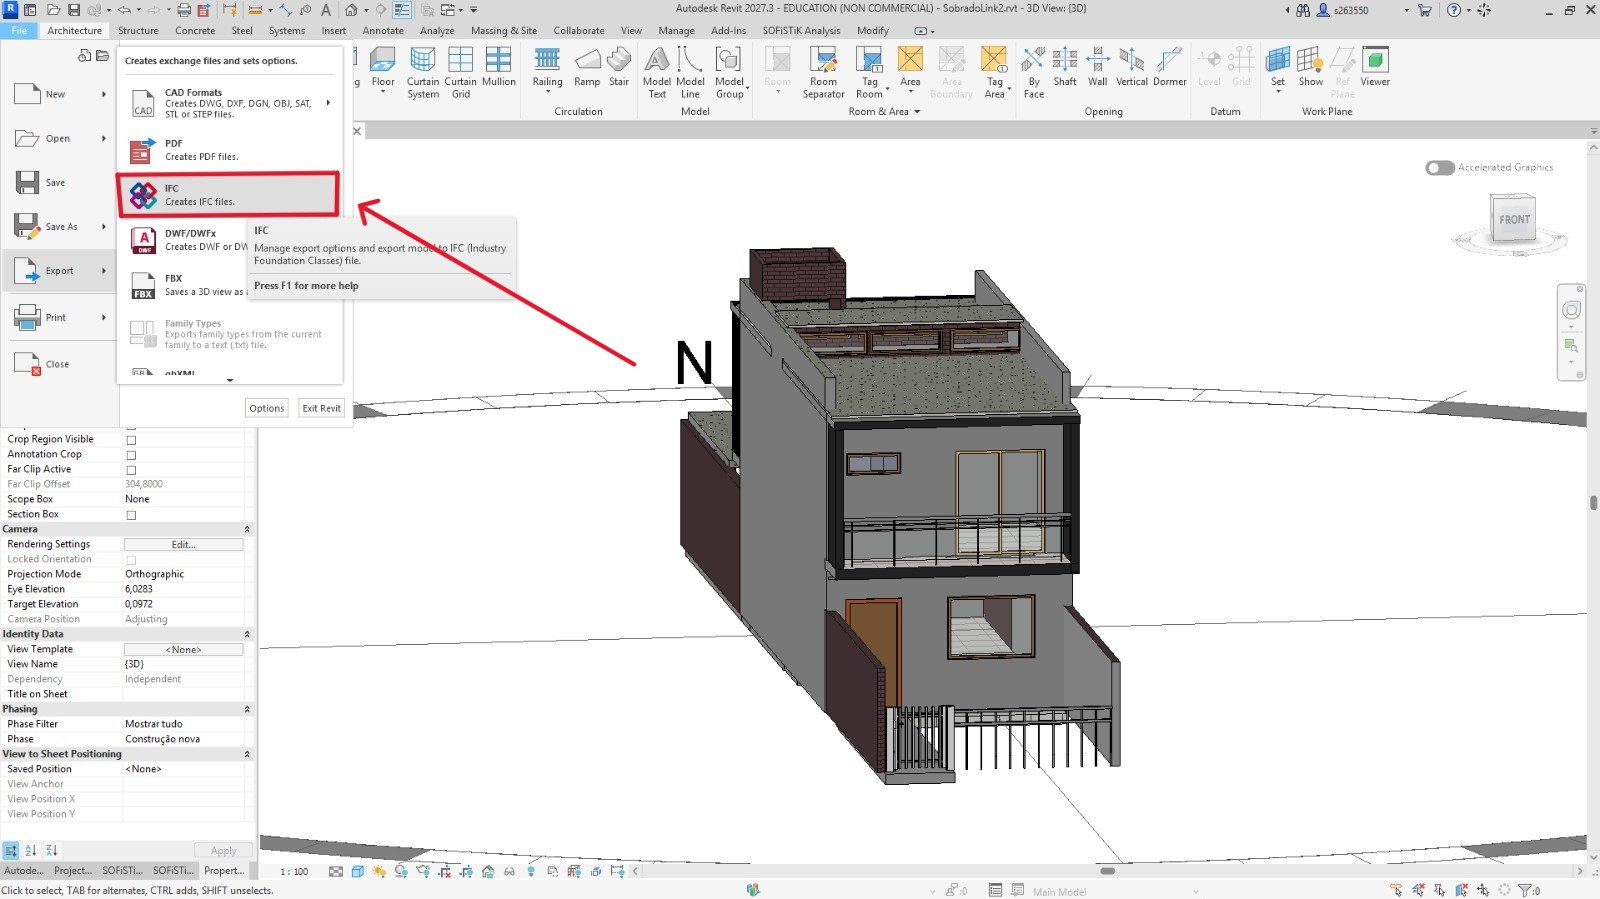 Autodesk Revit 2027.3 - EDUCATION (NON COMMERCIAL) - SobradoLink2.rvt - 3D View: {3D}
s263550
File Architecture Structure Concrete Steel Systems Insert Annotate Analyze Massing & Site Collaborate View Manage Add-Ins SOFiSTiK Analysis Modify
Creates exchange files and sets options.
New
Open
Save
Save As
Export
Print
Close
CAD Formats
Creates DWG, DXF, DGN, OBJ, SAT,
STL or STEP files.
PDF
Creates PDF files.
IFC
Creates IFC files.
DWF/DWFx
Creates DWF or DW
FBX
Saves a 3D view as
Family Types
Exports family types from the current
family to a text (.txt) file.
gbXML
Options Exit Revit
IFC
Manage export options and export model to IFC (Industry
Foundation Classes) file.
Press F1 for more help
Floor
Curtain System
Curtain Grid
Mullion
Railing
Ramp
Stair
Circulation
Model Text
Model Line
Model Group
Model
Room
Room Separator
Tag Room
Area
Area Boundary
Tag Area
Room & Area
By Face
Shaft
Wall
Vertical
Dormer
Opening
Level
Grid
Datum
Set
Show
Ref Plane
Viewer
Work Plane
Accelerated Graphics
FRONT
N
Crop Region Visible
Annotation Crop
Far Clip Active
Far Clip Offset 304,8000
Scope Box None
Section Box
Camera
Rendering Settings Edit...
Locked Orientation
Projection Mode Orthographic
Eye Elevation 6,0283
Target Elevation 0,0972
Camera Position Adjusting
Identity Data
View Template <None>
View Name {3D}
Dependency Independent
Title on Sheet
Phasing
Phase Filter Mostrar tudo
Phase Construção nova
View to Sheet Positioning
Saved Position <None>
View Anchor
View Position X
View Position Y
Apply
Autode... Project... SOFiSTi... SOFiSTi... Propert...
1 : 100
Click to select, TAB for alternates, CTRL adds, SHIFT unselects.
:0
Main Model
:0